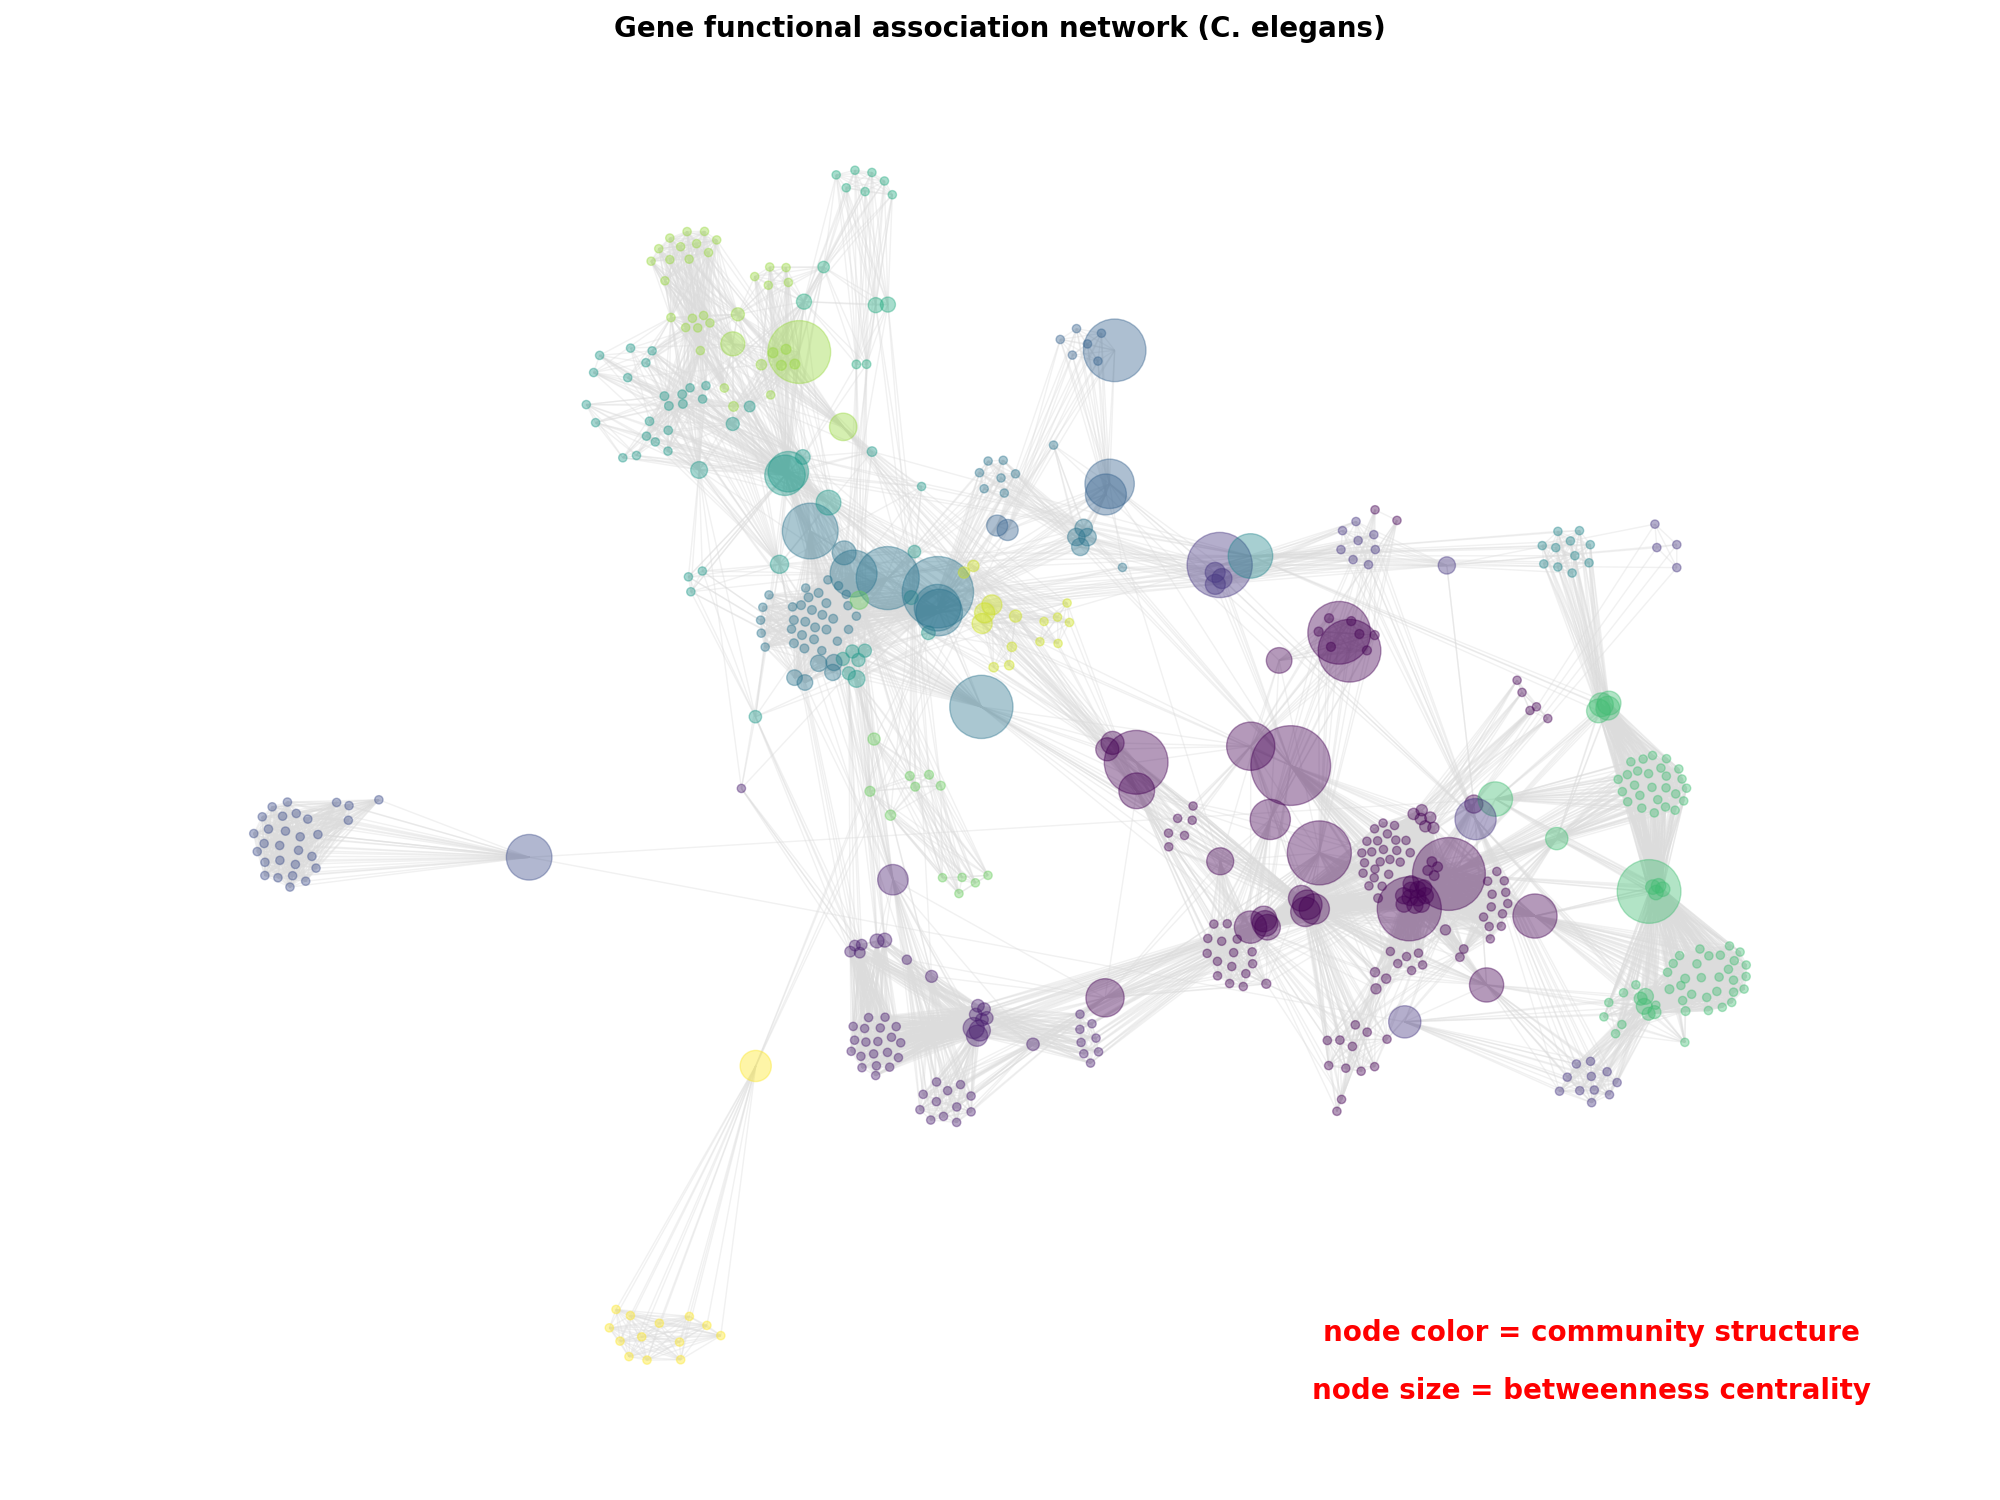 Gene functional association network (C. elegans)
node color = community structure
node size = betweenness centrality